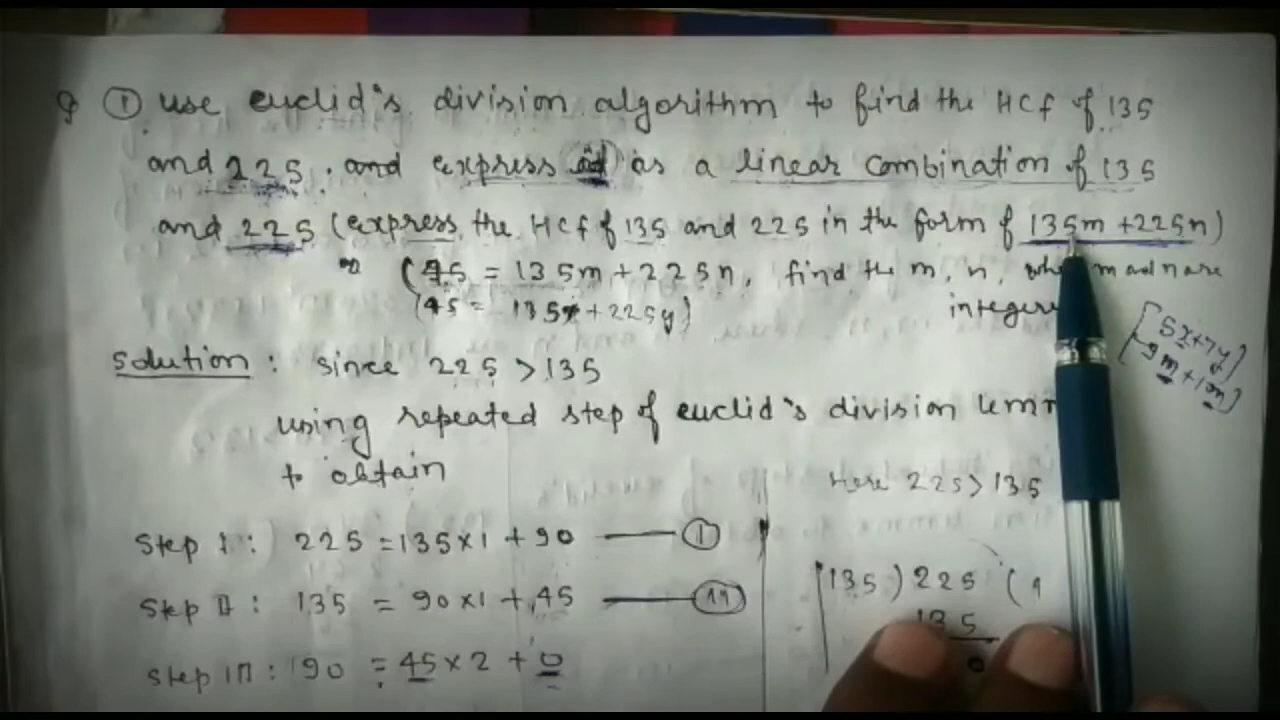 Q ① use euclid's division algorithm to find the HCF of 135
and 225. and express as a linear combination of 135
and 225 (express the HCF of 135 and 225 in the form of 135m + 225n)
(45 = 135m + 225n, find the m, n, m and n are
(45 = 135x + 225y)
integer
[5x+7y]
[9m+10n]
Solution : since 225 > 135
using repeated step of euclid's division
to obtain
Here 225 > 135
Step I : 225 = 135×1 + 90 —— ①
Step II : 135 = 90×1 + 45 —— ⑪
Step III : 90 = 45×2 + 0
135 ) 225 ( 1
135